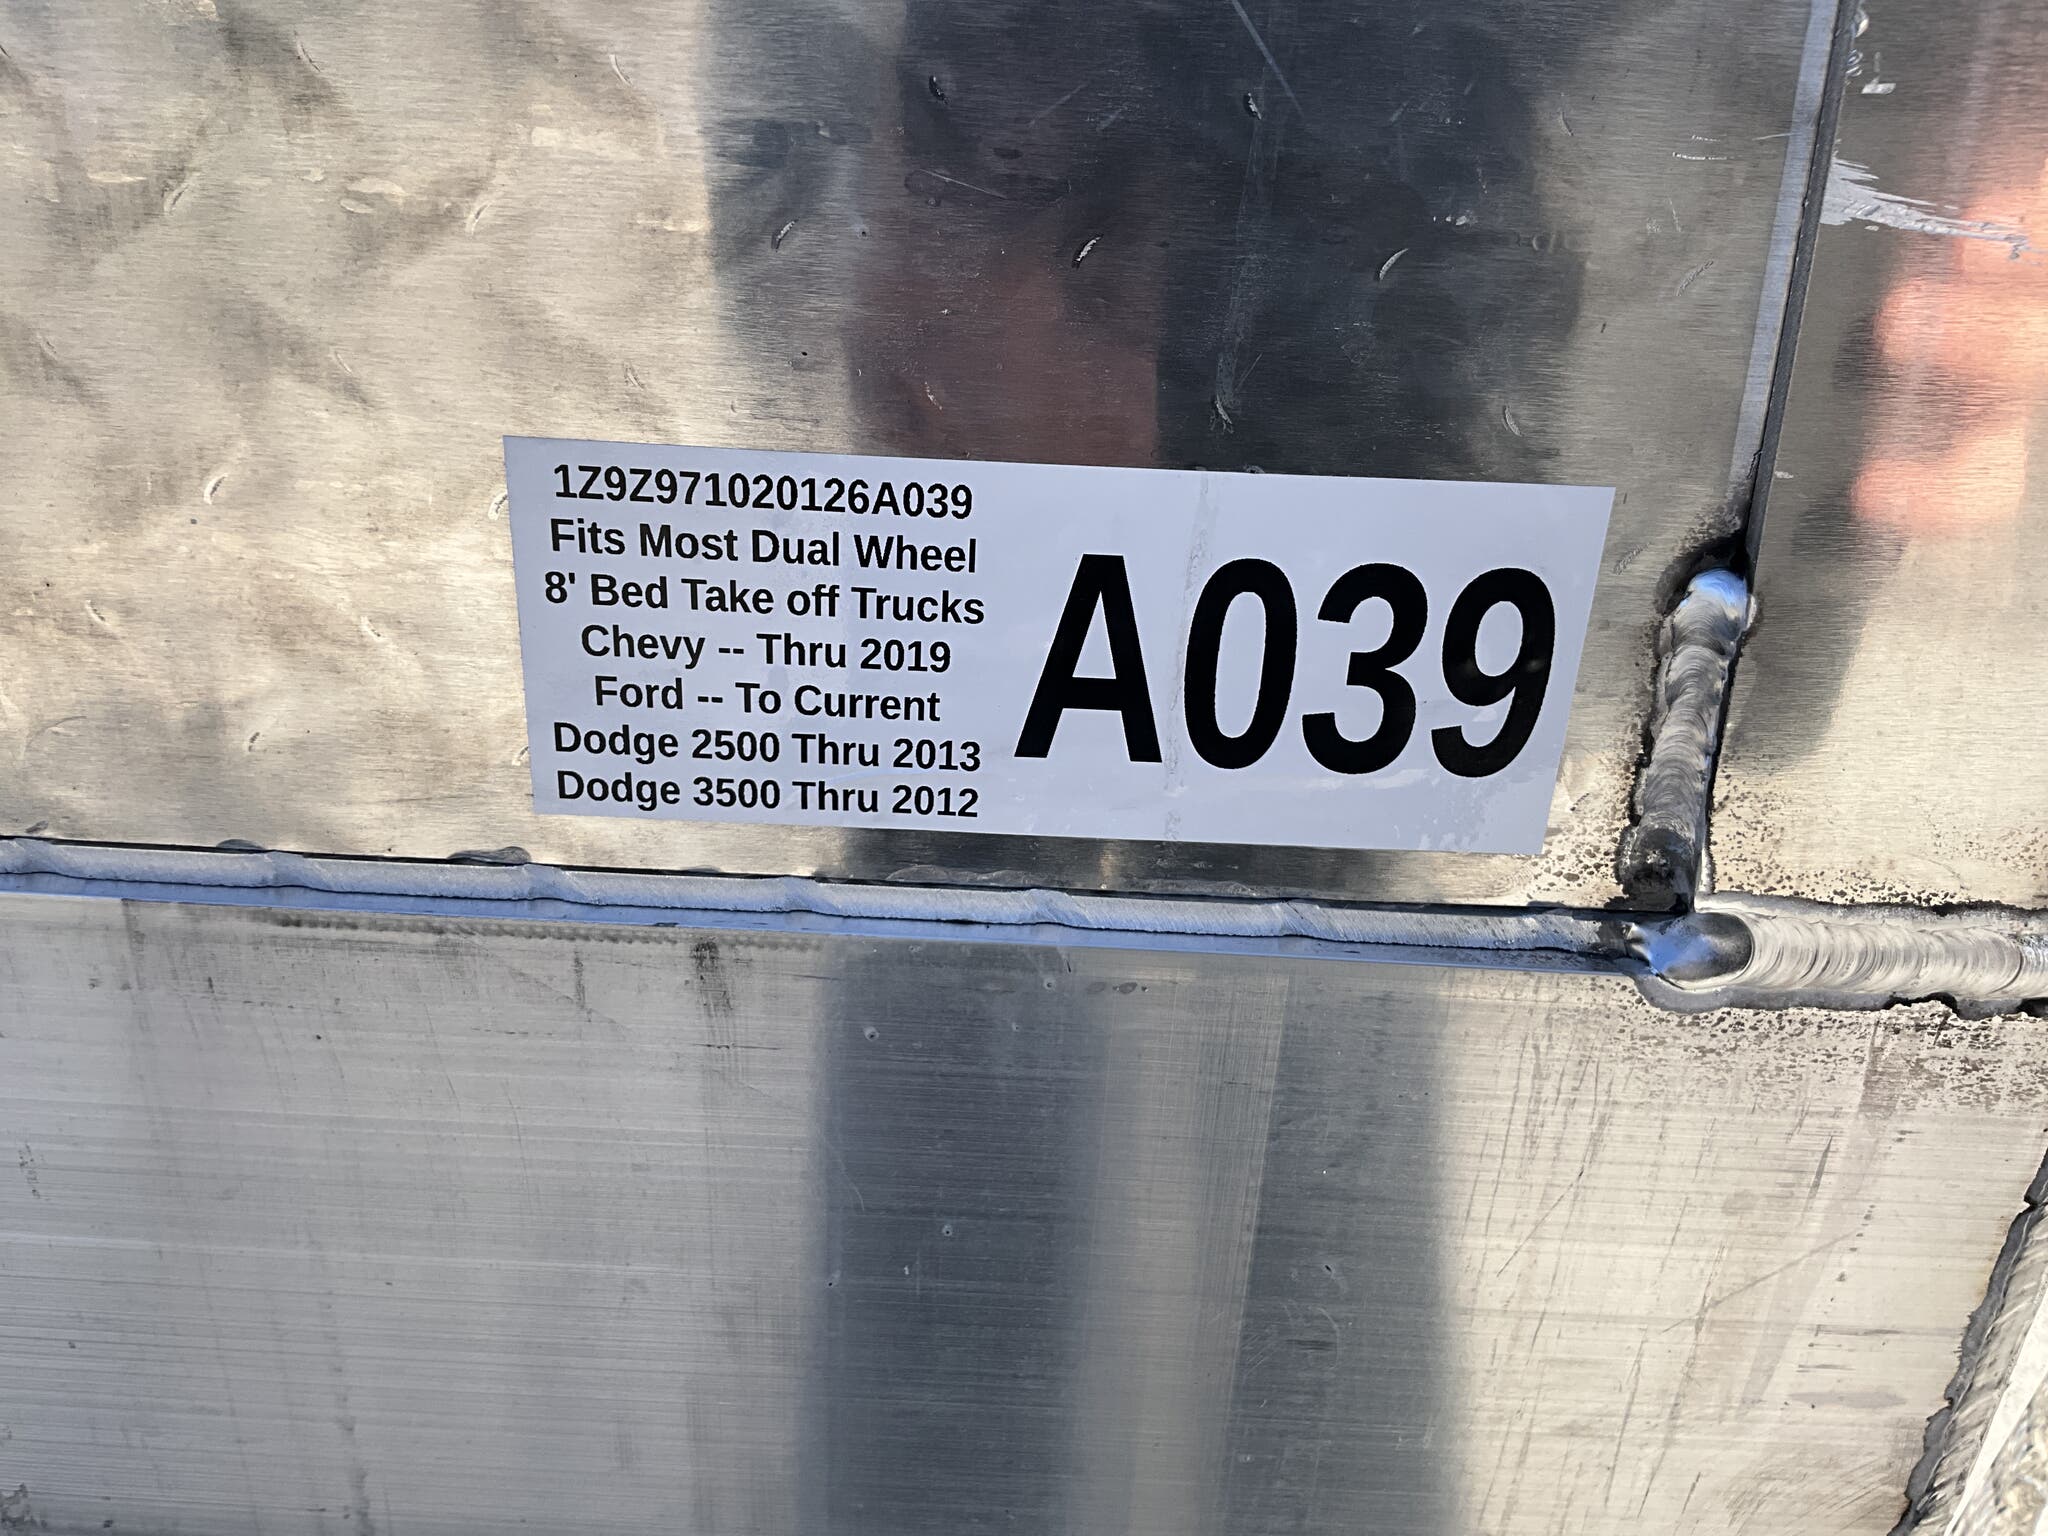 1Z9Z971020126A039
Fits Most Dual Wheel
8' Bed Take off Trucks
Chevy -- Thru 2019
Ford -- To Current
Dodge 2500 Thru 2013
Dodge 3500 Thru 2012
A039